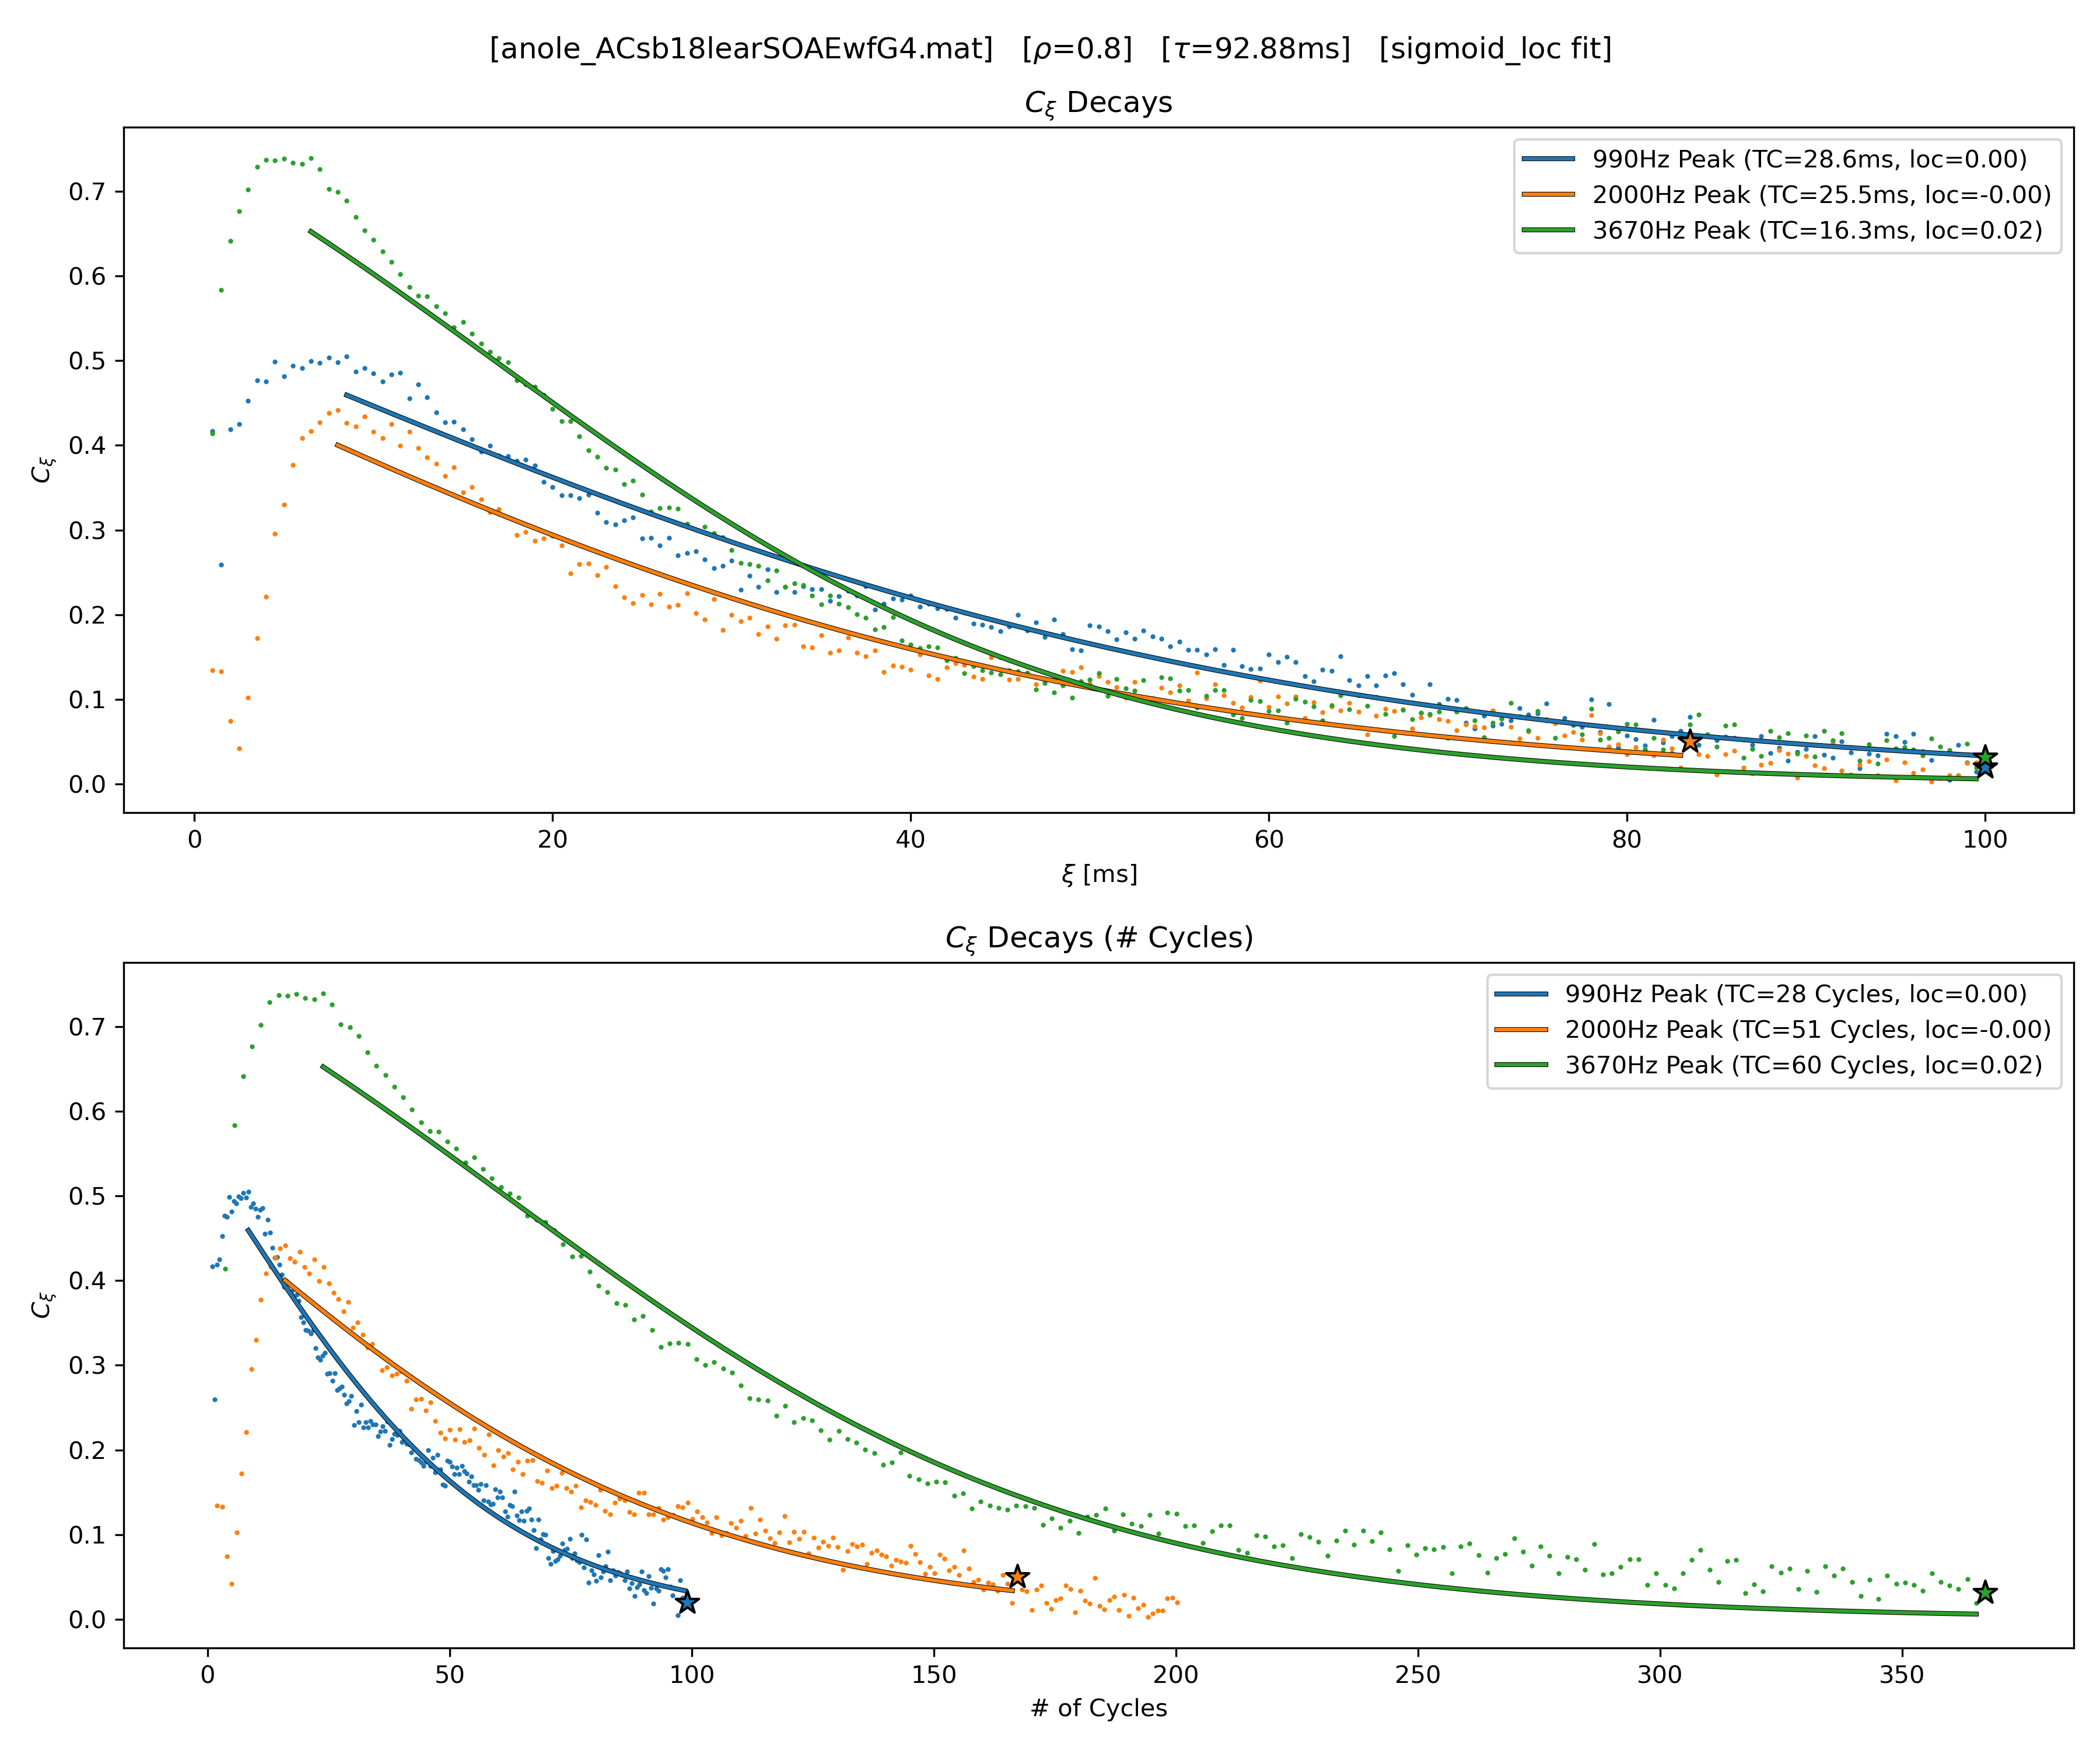 [anole_ACsb18learSOAEwfG4.mat] [ρ=0.8] [τ=92.88ms] [sigmoid_loc fit]
Cξ Decays
990Hz Peak (TC=28.6ms, loc=0.00)
2000Hz Peak (TC=25.5ms, loc=-0.00)
3670Hz Peak (TC=16.3ms, loc=0.02)
0.7
0.6
0.5
0.4
0.3
0.2
0.1
0.0
Cξ
0 20 40 60 80 100
ξ [ms]
Cξ Decays (# Cycles)
990Hz Peak (TC=28 Cycles, loc=0.00)
2000Hz Peak (TC=51 Cycles, loc=-0.00)
3670Hz Peak (TC=60 Cycles, loc=0.02)
0.7
0.6
0.5
0.4
0.3
0.2
0.1
0.0
Cξ
0 50 100 150 200 250 300 350
# of Cycles